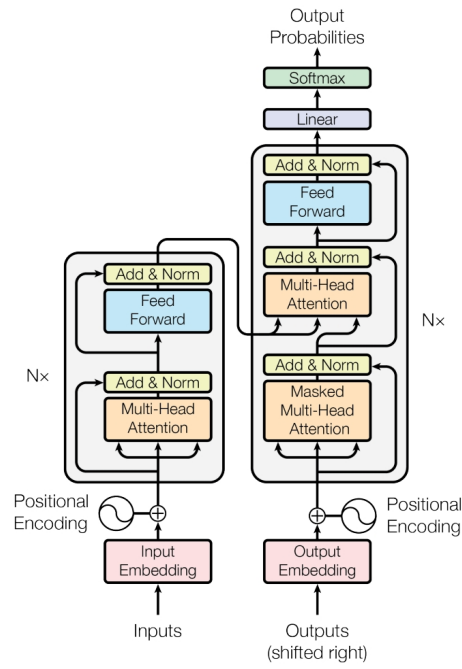 Output
Probabilities
Softmax
Linear
Add & Norm
Feed
Forward
Add & Norm
Multi-Head
Attention
Add & Norm
Masked
Multi-Head
Attention
N×
Add & Norm
Feed
Forward
Add & Norm
Multi-Head
Attention
N×
Positional
Encoding
Positional
Encoding
Input
Embedding
Output
Embedding
Inputs
Outputs
(shifted right)